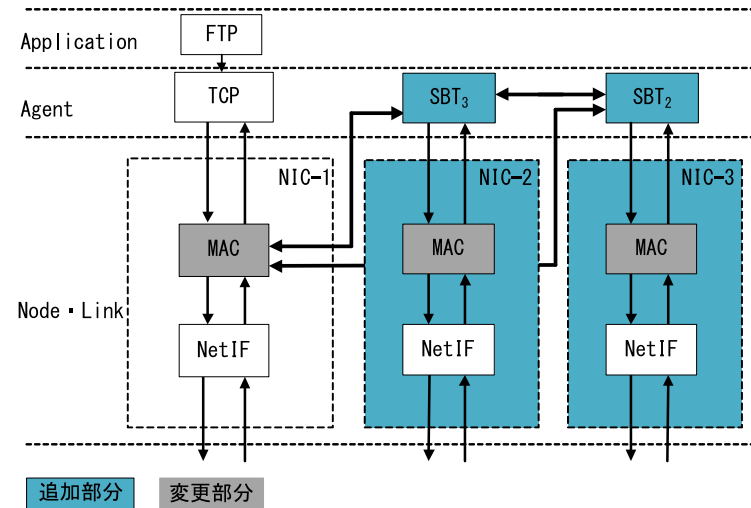 Application
FTP
Agent
TCP
SBT₃
SBT₂
NIC-1
NIC-2
NIC-3
MAC
MAC
MAC
Node・Link
NetIF
NetIF
NetIF
追加部分
変更部分